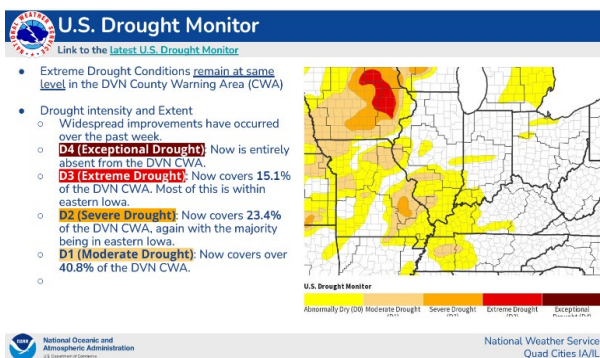 U.S. Drought Monitor
Link to the latest U.S. Drought Monitor
Extreme Drought Conditions remain at same
level in the DVN County Warning Area (CWA)
Drought intensity and Extent
Widespread improvements have occurred
over the past week.
D4 (Exceptional Drought): Now is entirely
absent from the DVN CWA.
D3 (Extreme Drought): Now covers 15.1%
of the DVN CWA. Most of this is within
eastern Iowa.
D2 (Severe Drought): Now covers 23.4%
of the DVN CWA, again with the majority
being in eastern Iowa.
D1 (Moderate Drought): Now covers over
40.8% of the DVN CWA.
U.S. Drought Monitor
Abnormally Dry (D0) Moderate Drought Severe Drought Extreme Drought Exceptional
National Oceanic and
Atmospheric Administration
U.S. Department of Commerce
National Weather Service
Quad Cities IA/IL